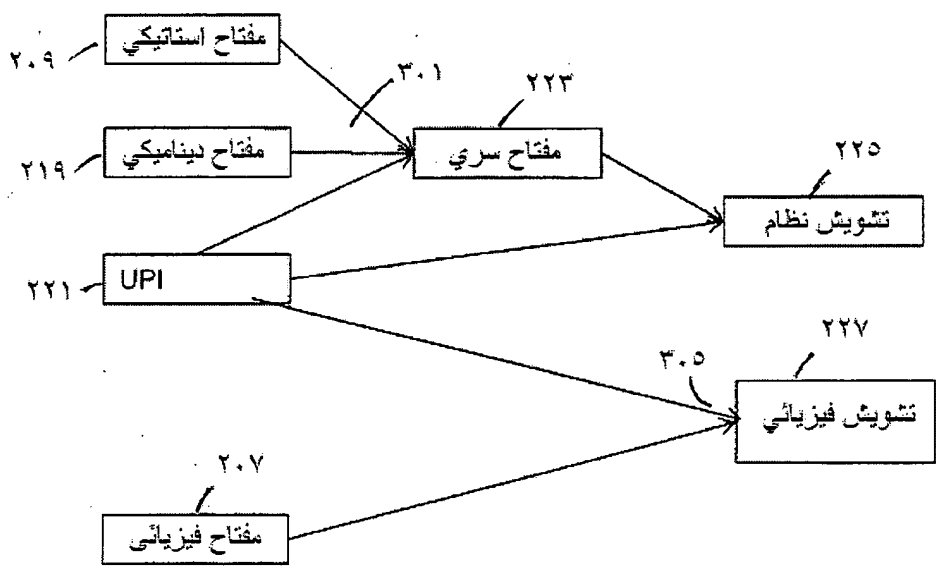 مفتاح استاتيكي
٢٠٩
٣٠١
٢٢٣
مفتاح ديناميكي
٢١٩
مفتاح سري
٢٢٥
تشويش نظام
UPI
٢٢١
٢٢٧
٣٠٥
تشويش فيزيائي
٢٠٧
مفتاح فيزيائى